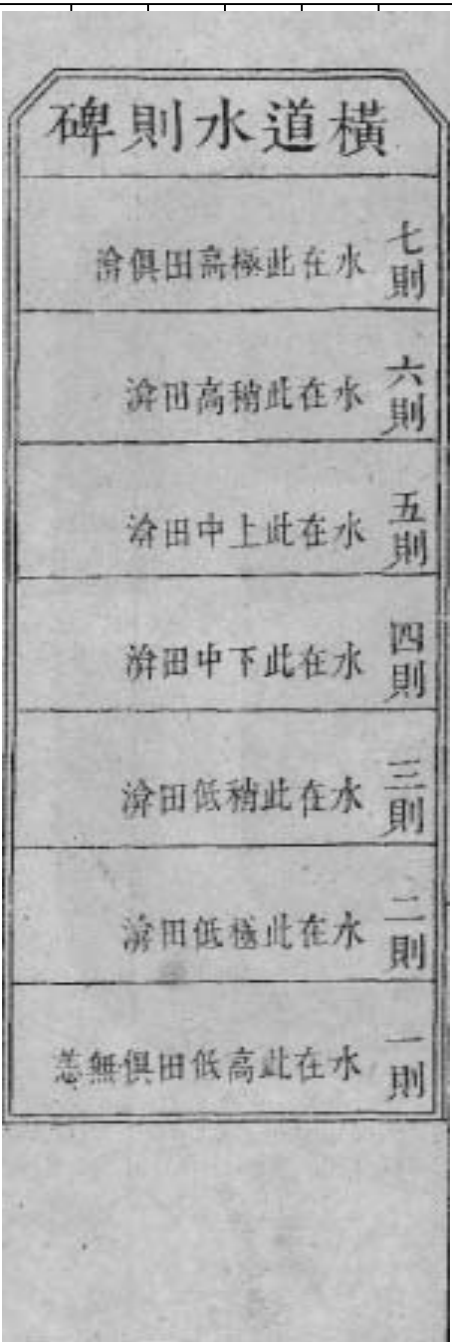 橫道水則碑
七則
水在此極高田俱渰
六則
水在此稍高田渰
五則
水在此上中田渰
四則
水在此下中田渰
三則
水在此稍低田渰
二則
水在此極低田渰
一則
水在此高低田俱無恙